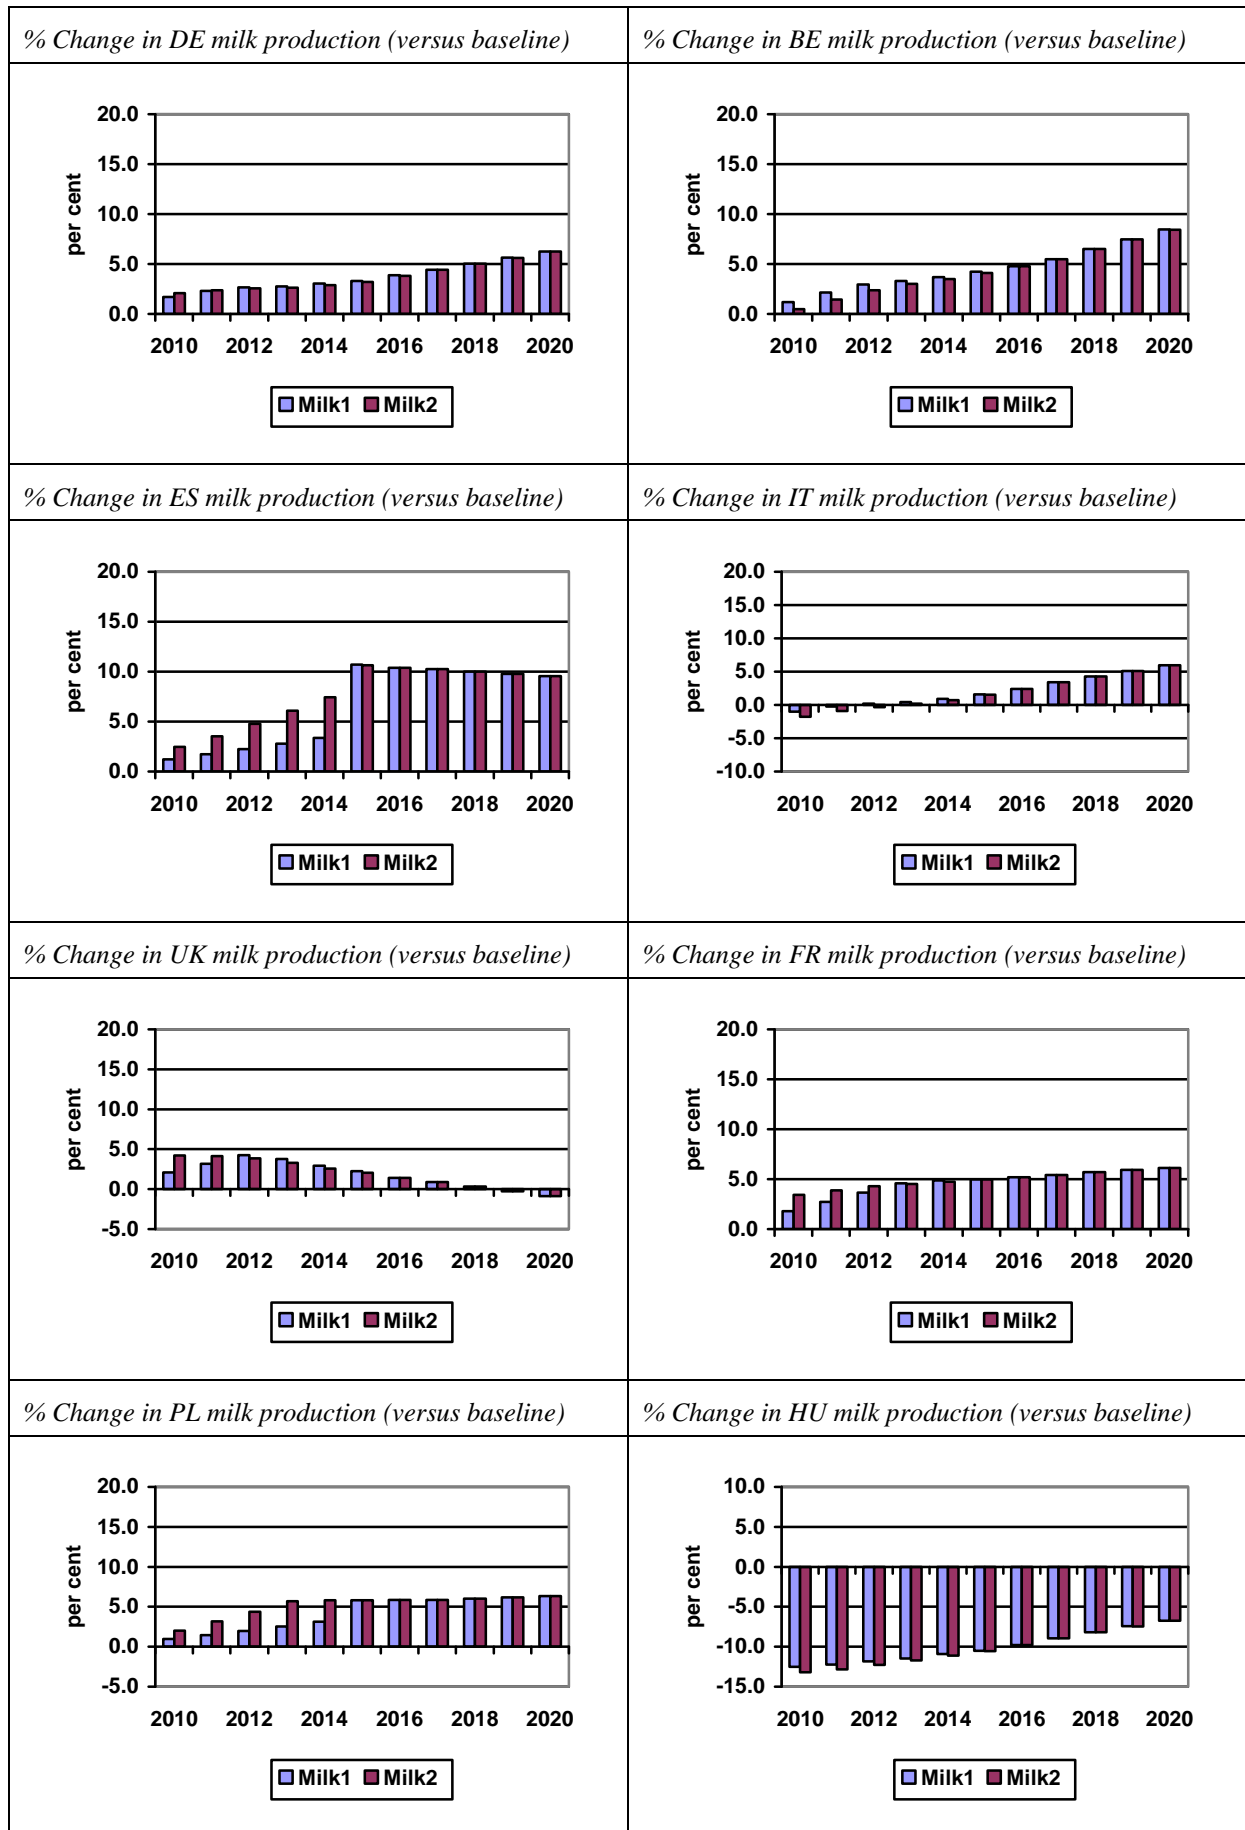 % Change in DE milk production (versus baseline)
% Change in BE milk production (versus baseline)
per cent
20.0
15.0
10.0
5.0
0.0
2010 2012 2014 2016 2018 2020
Milk1 Milk2
per cent
20.0
15.0
10.0
5.0
0.0
2010 2012 2014 2016 2018 2020
Milk1 Milk2
% Change in ES milk production (versus baseline)
% Change in IT milk production (versus baseline)
per cent
20.0
15.0
10.0
5.0
0.0
2010 2012 2014 2016 2018 2020
Milk1 Milk2
per cent
20.0
15.0
10.0
5.0
0.0
-5.0
-10.0
2010 2012 2014 2016 2018 2020
Milk1 Milk2
% Change in UK milk production (versus baseline)
% Change in FR milk production (versus baseline)
per cent
20.0
15.0
10.0
5.0
0.0
-5.0
2010 2012 2014 2016 2018 2020
Milk1 Milk2
per cent
20.0
15.0
10.0
5.0
0.0
2010 2012 2014 2016 2018 2020
Milk1 Milk2
% Change in PL milk production (versus baseline)
% Change in HU milk production (versus baseline)
per cent
20.0
15.0
10.0
5.0
0.0
-5.0
2010 2012 2014 2016 2018 2020
Milk1 Milk2
per cent
10.0
5.0
0.0
-5.0
-10.0
-15.0
2010 2012 2014 2016 2018 2020
Milk1 Milk2